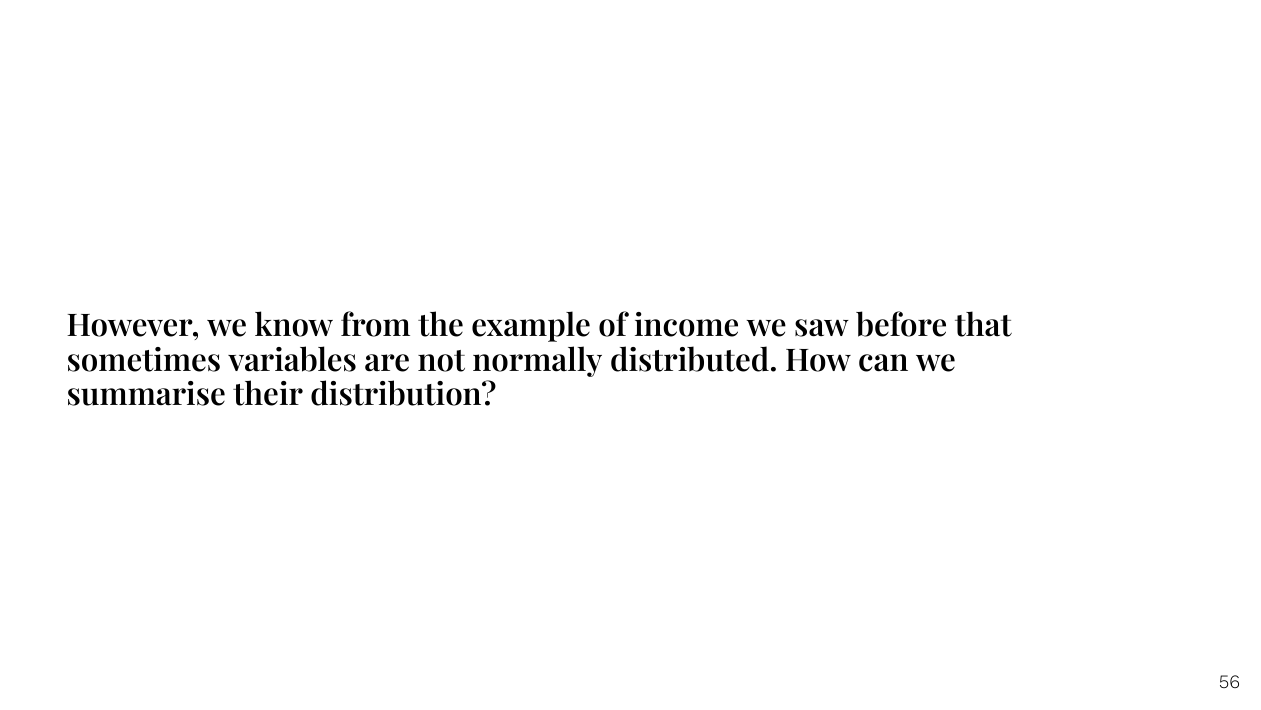 However, we know from the example of income we saw before that
sometimes variables are not normally distributed. How can we
summarise their distribution?
56